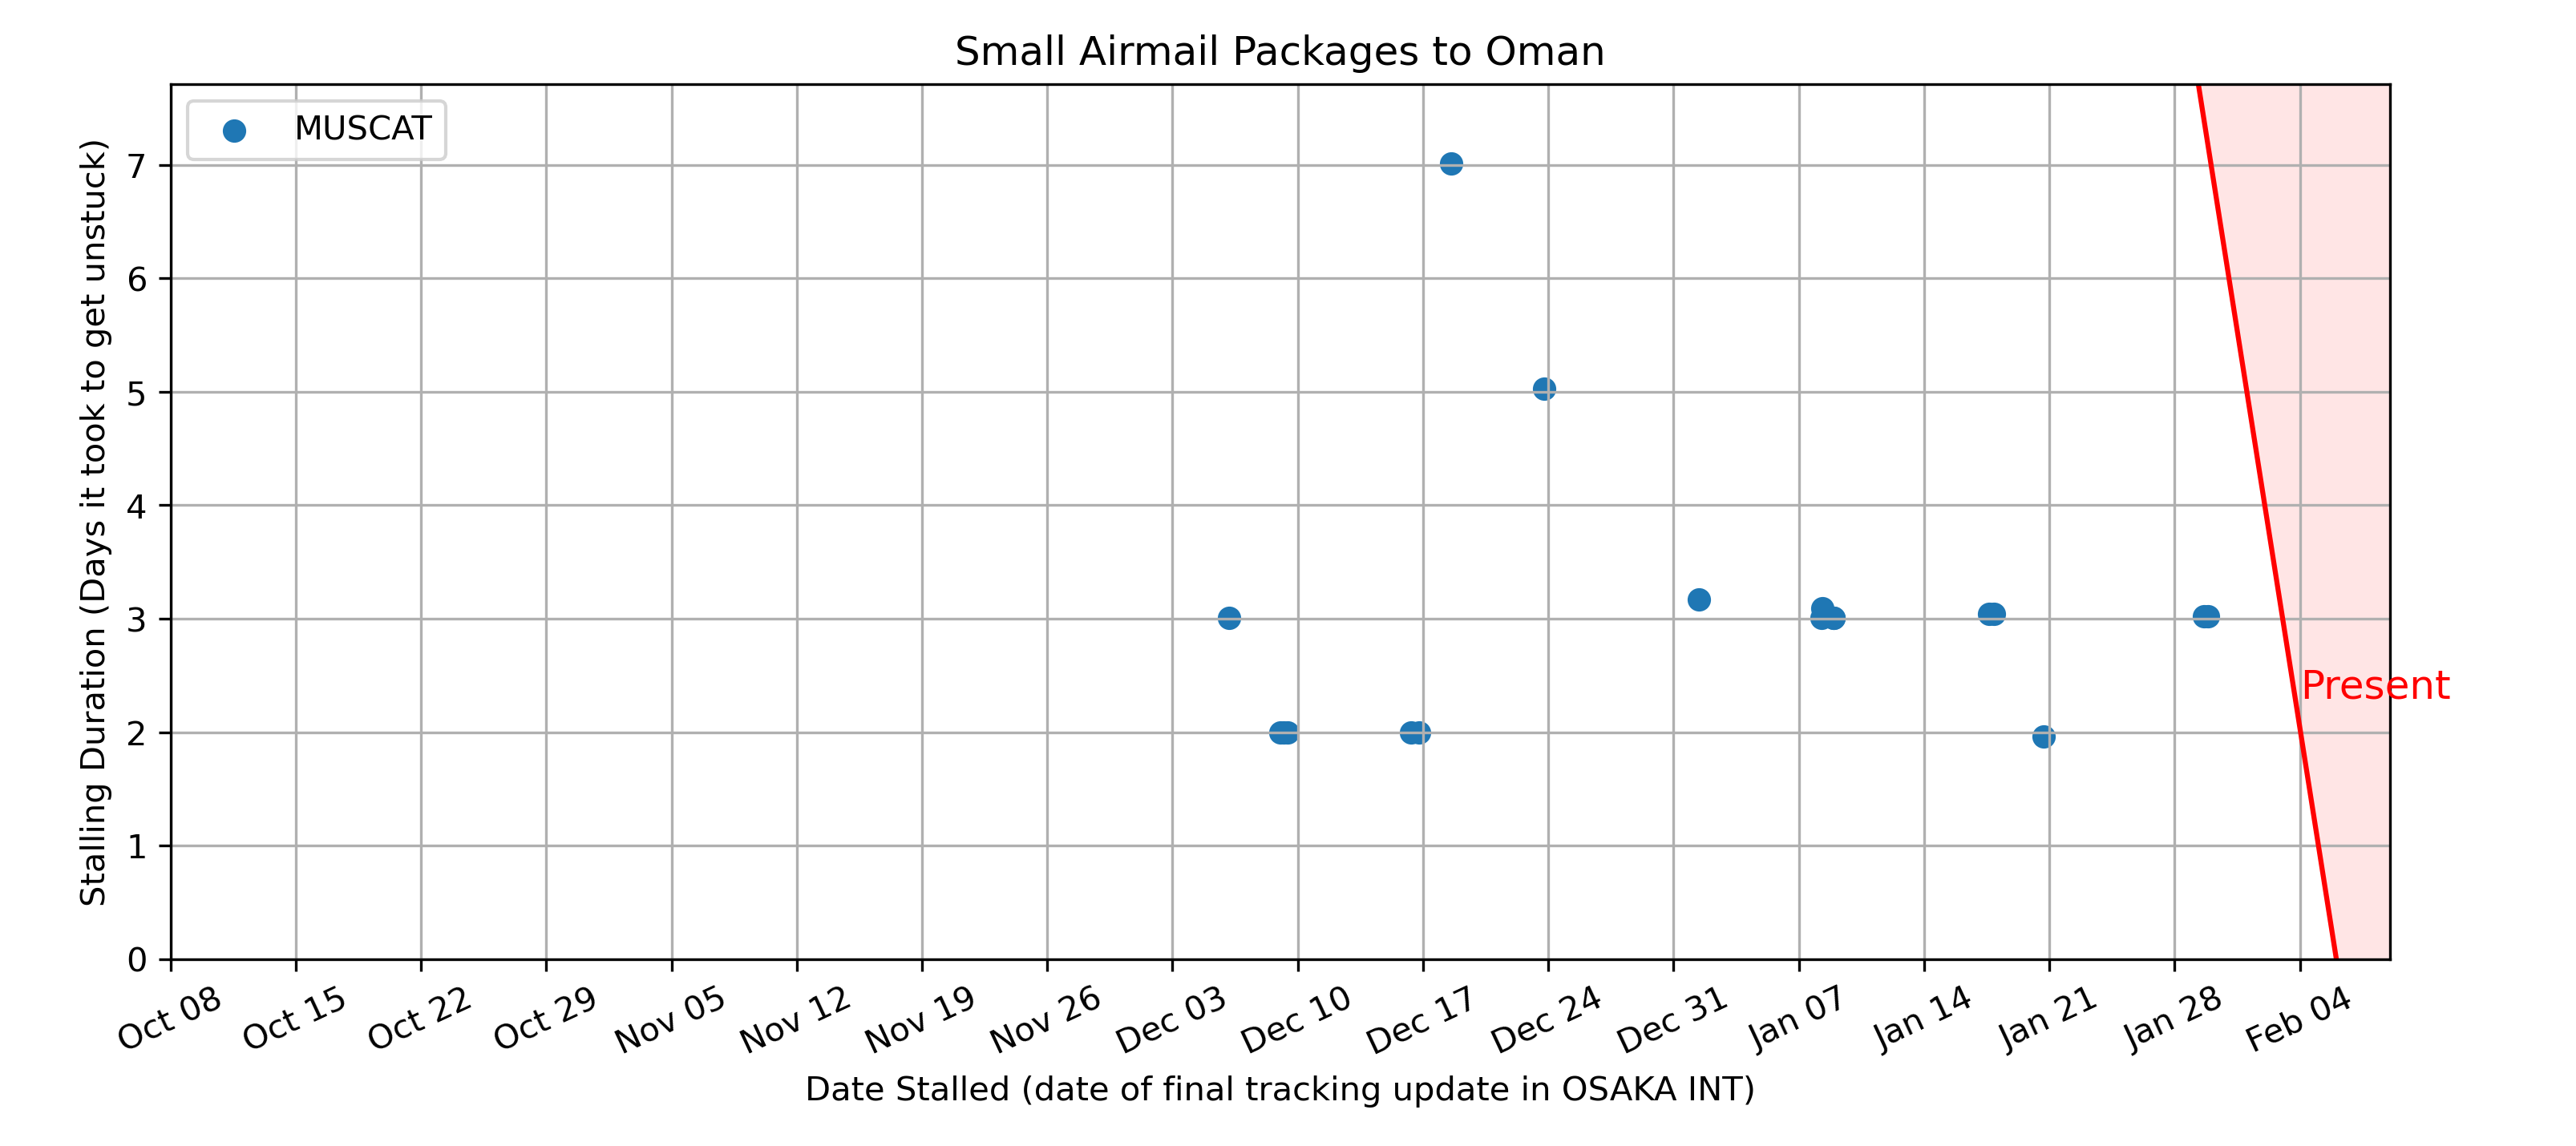 Small Airmail Packages to Oman
MUSCAT
Stalling Duration (Days it took to get unstuck)
7
6
5
4
3
2
1
0
Present
Oct 08
Oct 15
Oct 22
Oct 29
Nov 05
Nov 12
Nov 19
Nov 26
Dec 03
Dec 10
Dec 17
Dec 24
Dec 31
Jan 07
Jan 14
Jan 21
Jan 28
Feb 04
Date Stalled (date of final tracking update in OSAKA INT)